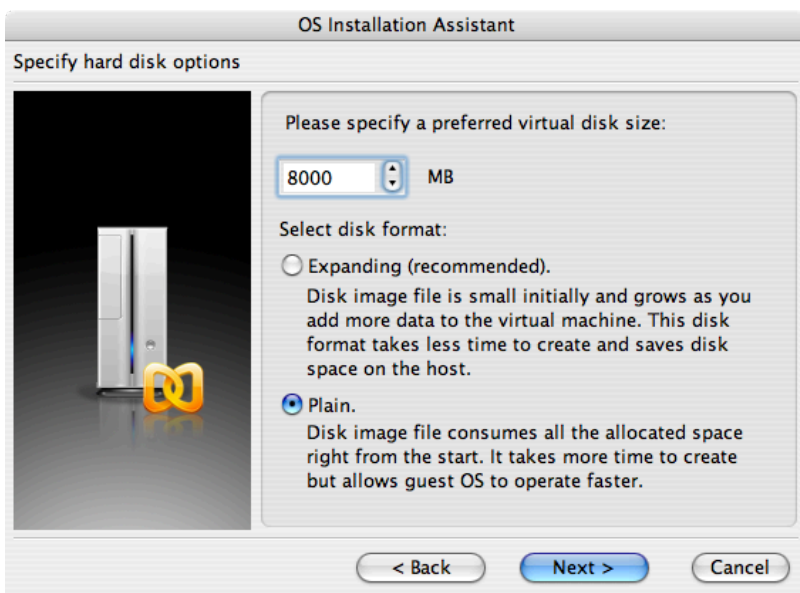 OS Installation Assistant
Specify hard disk options
Please specify a preferred virtual disk size:
8000 MB
Select disk format:
Expanding (recommended).
Disk image file is small initially and grows as you
add more data to the virtual machine. This disk
format takes less time to create and saves disk
space on the host.
Plain.
Disk image file consumes all the allocated space
right from the start. It takes more time to create
but allows guest OS to operate faster.
< Back Next > Cancel